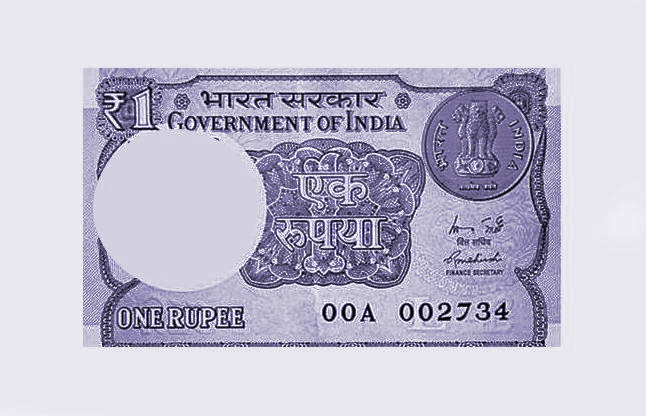 ₹1
भारत सरकार
GOVERNMENT OF INDIA
भारत INDIA
एक
रुपया
वित्त सचिव
FINANCE SECRETARY
ONE RUPEE
00A 002734